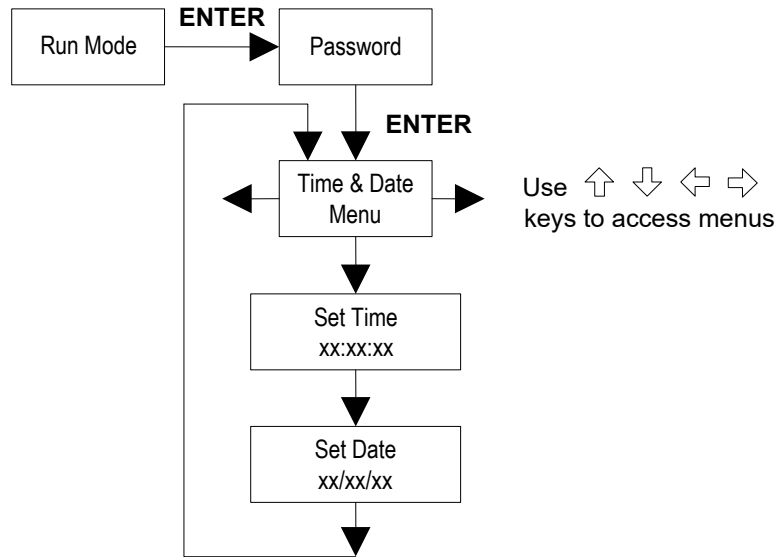 ENTER
Run Mode
Password
ENTER
Time & Date
Menu
Use ⇧ ⇩ ⇦ ⇨
keys to access menus
Set Time
xx:xx:xx
Set Date
xx/xx/xx